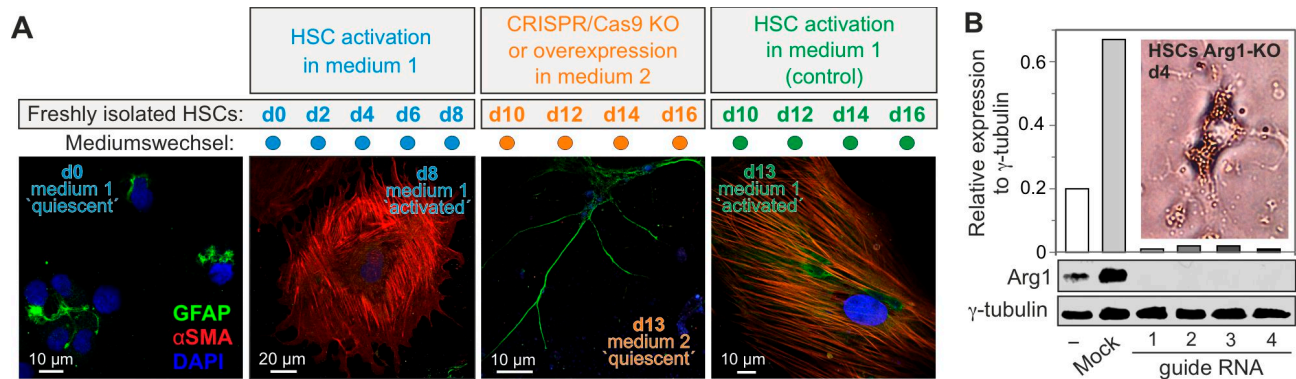 A
HSC activation
in medium 1
CRISPR/Cas9 KO
or overexpression
in medium 2
HSC activation
in medium 1
(control)
Freshly isolated HSCs: d0 d2 d4 d6 d8 d10 d12 d14 d16 d10 d12 d14 d16
Mediumswechsel:
d0
medium 1
`quiescent´
GFAP
αSMA
DAPI
10 µm
d8
medium 1
`activated´
20 µm
d13
medium 2
`quiescent´
10 µm
d13
medium 1
`activated´
10 µm
B
Relative expression
to γ-tubulin
0.6
0.4
0.2
0
HSCs Arg1-KO
d4
Arg1
γ-tubulin
– Mock 1 2 3 4
guide RNA